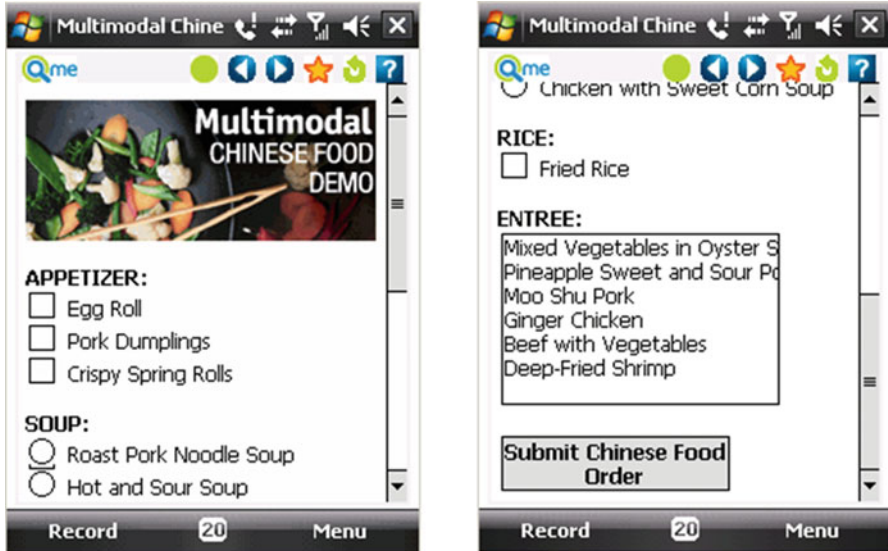 Multimodal Chine
Qme
?
Multimodal
CHINESE FOOD
DEMO
APPETIZER:
Egg Roll
Pork Dumplings
Crispy Spring Rolls
SOUP:
Roast Pork Noodle Soup
Hot and Sour Soup
Record 20 Menu
Multimodal Chine
Qme
?
Chicken with Sweet Corn Soup
RICE:
Fried Rice
ENTREE:
Mixed Vegetables in Oyster S
Pineapple Sweet and Sour Po
Moo Shu Pork
Ginger Chicken
Beef with Vegetables
Deep-Fried Shrimp
Submit Chinese Food
Order
Record 20 Menu